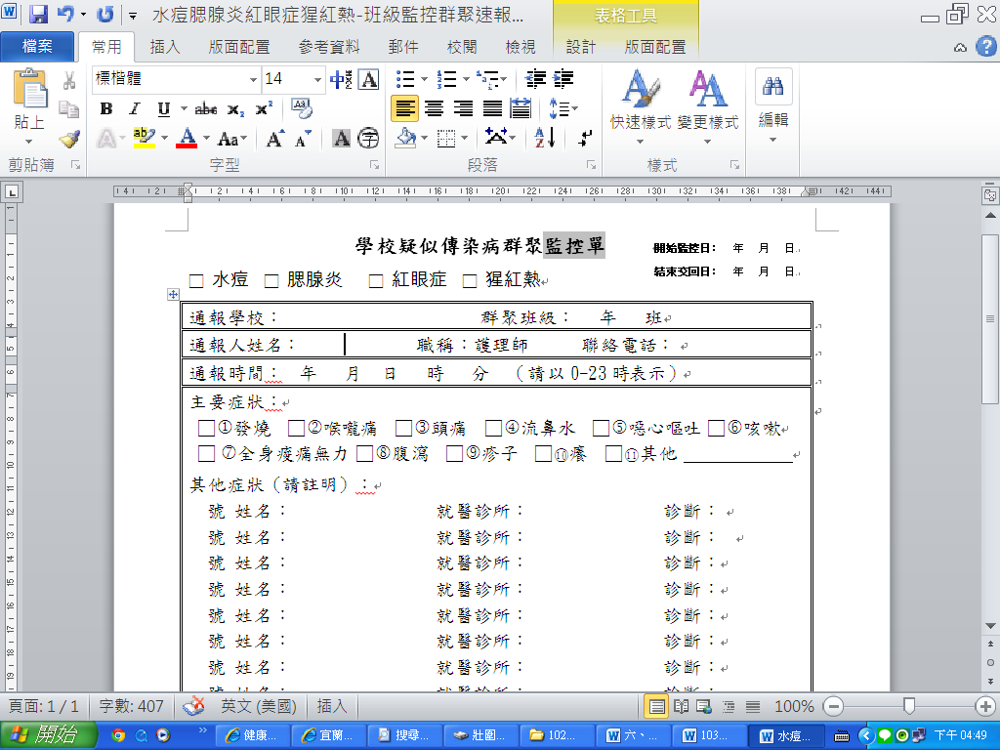 水痘腮腺炎紅眼症猩紅熱-班級監控群聚速報...
表格工具
檔案 常用 插入 版面配置 參考資料 郵件 校閱 檢視 設計 版面配置
標楷體 14
貼上
快速樣式 變更樣式 編輯
剪貼簿 字型 段落 樣式
學校疑似傳染病群聚監控單
開始監控日： 年 月 日
結束交回日： 年 月 日
□ 水痘 □ 腮腺炎 □ 紅眼症 □ 猩紅熱
通報學校： 群聚班級： 年 班
通報人姓名： 職稱：護理師 聯絡電話：
通報時間： 年 月 日 時 分 （請以 0-23 時表示）
主要症狀：
□①發燒 □②喉嚨痛 □③頭痛 □④流鼻水 □⑤噁心嘔吐 □⑥咳嗽
□ ⑦全身痠痛無力 □⑧腹瀉 □⑨疹子 □⑩癢 □⑪其他 __________
其他症狀（請註明）：
號 姓名： 就醫診所： 診斷：
號 姓名： 就醫診所： 診斷：
號 姓名： 就醫診所： 診斷：
號 姓名： 就醫診所： 診斷：
號 姓名： 就醫診所： 診斷：
號 姓名： 就醫診所： 診斷：
號 姓名： 就醫診所： 診斷：
頁面: 1 / 1 字數: 407 英文 (美國) 插入 100%
開始 健康... 宜蘭... 搜尋... 壯圍... 102... 六、... 103... 水痘... 下午 04:49